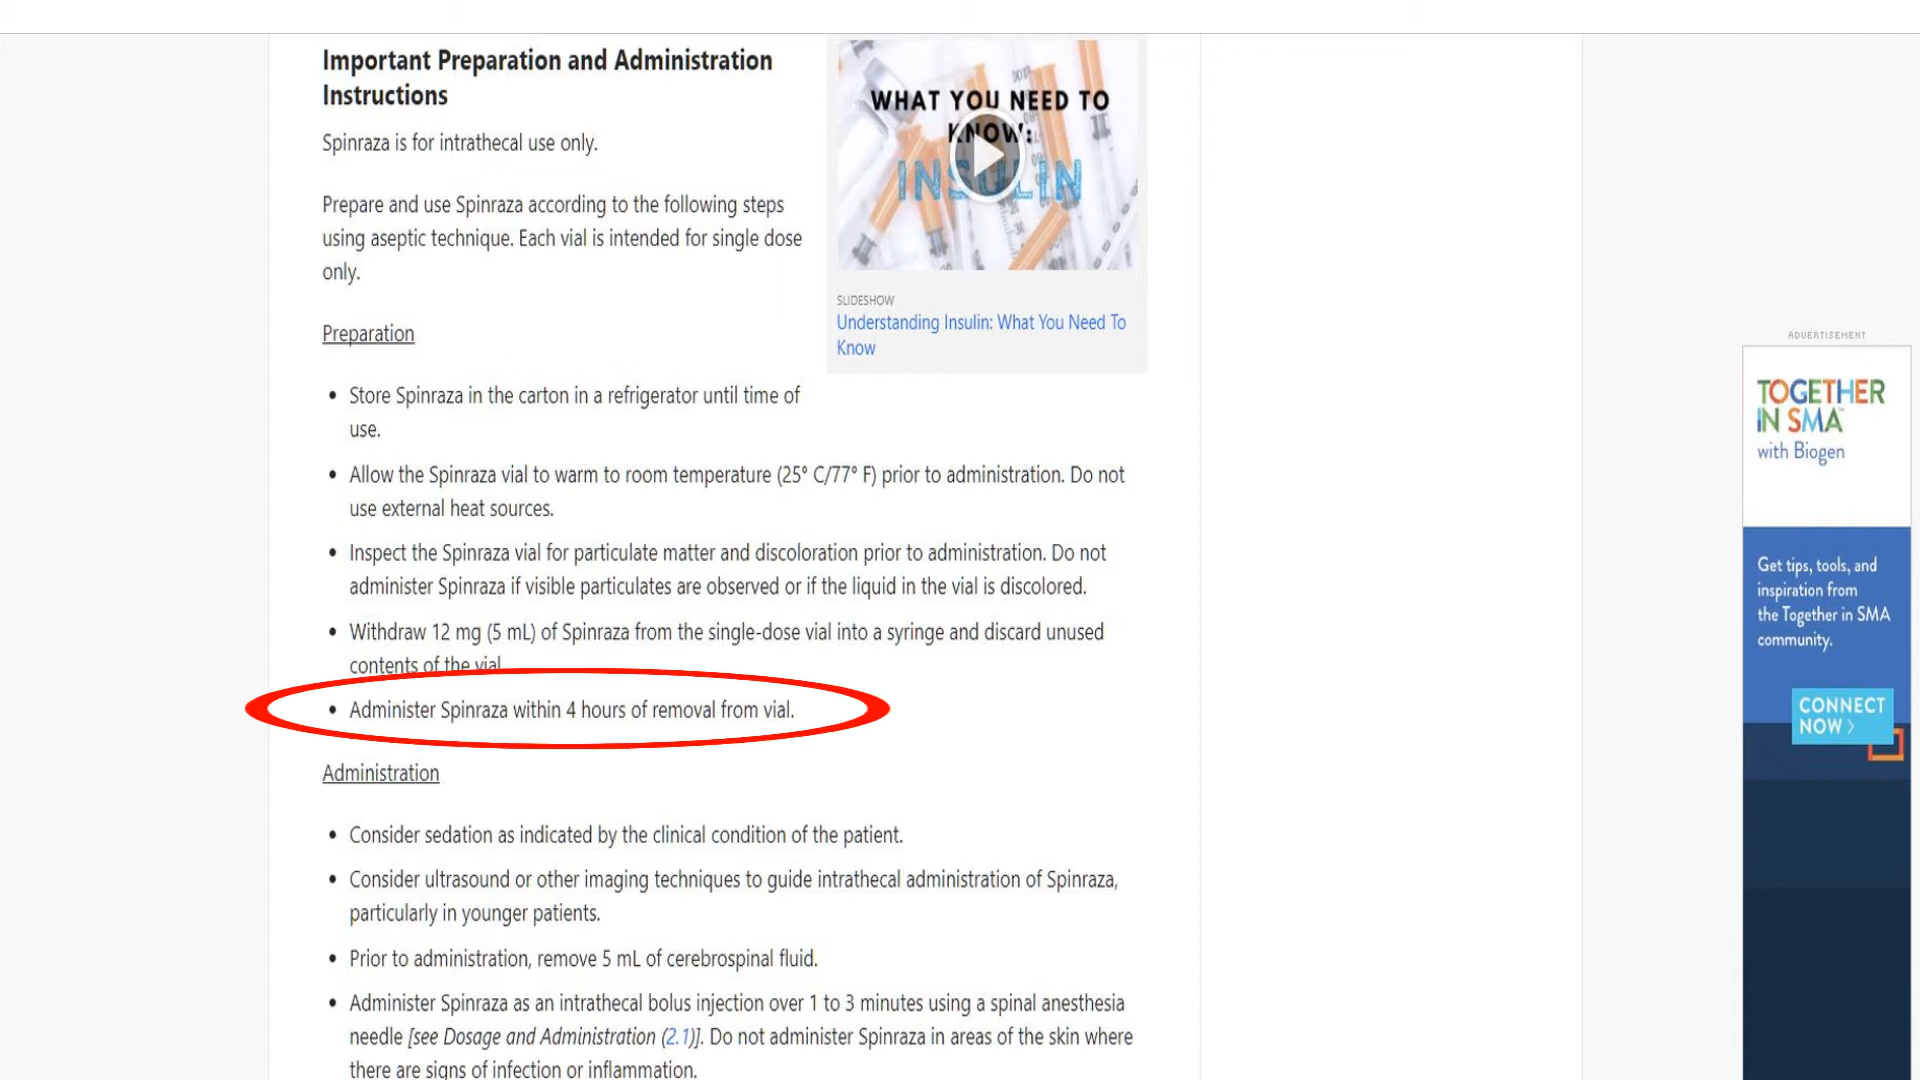 Important Preparation and Administration
Instructions
Spinraza is for intrathecal use only.
Prepare and use Spinraza according to the following steps
using aseptic technique. Each vial is intended for single dose
only.
WHAT YOU NEED TO
KNOW:
INSULIN
SLIDESHOW
Understanding Insulin: What You Need To
Know
Preparation
• Store Spinraza in the carton in a refrigerator until time of
use.
• Allow the Spinraza vial to warm to room temperature (25° C/77° F) prior to administration. Do not
use external heat sources.
• Inspect the Spinraza vial for particulate matter and discoloration prior to administration. Do not
administer Spinraza if visible particulates are observed or if the liquid in the vial is discolored.
• Withdraw 12 mg (5 mL) of Spinraza from the single-dose vial into a syringe and discard unused
contents of the vial
• Administer Spinraza within 4 hours of removal from vial.
Administration
• Consider sedation as indicated by the clinical condition of the patient.
• Consider ultrasound or other imaging techniques to guide intrathecal administration of Spinraza,
particularly in younger patients.
• Prior to administration, remove 5 mL of cerebrospinal fluid.
• Administer Spinraza as an intrathecal bolus injection over 1 to 3 minutes using a spinal anesthesia
needle [see Dosage and Administration (2.1)]. Do not administer Spinraza in areas of the skin where
there are signs of infection or inflammation.
ADVERTISEMENT
TOGETHER
IN SMA™
with Biogen
Get tips, tools, and
inspiration from
the Together in SMA
community.
CONNECT
NOW >